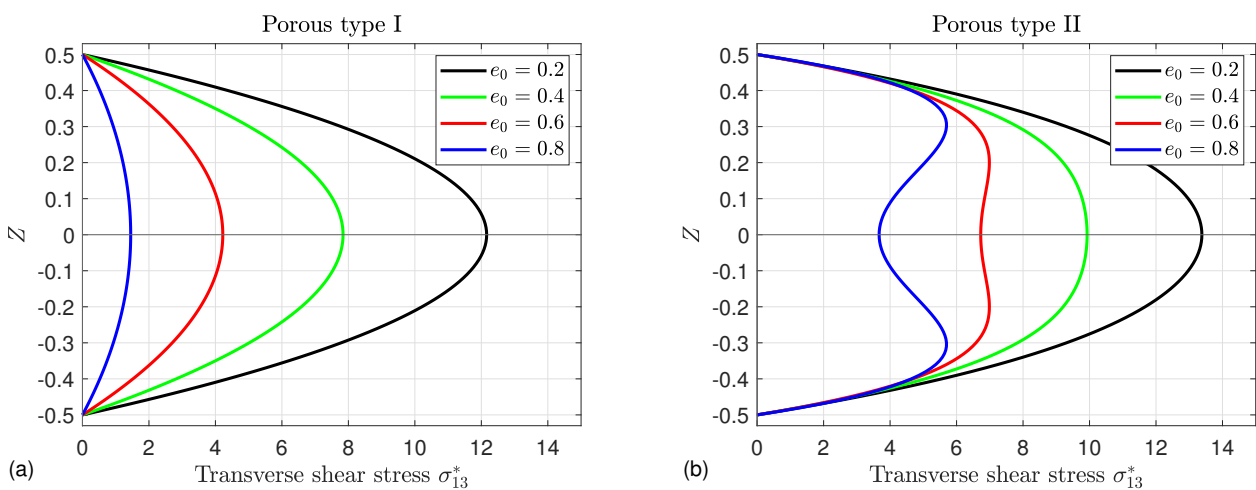 Porous type I
0.5
0.4
0.3
0.2
0.1
0
-0.1
-0.2
-0.3
-0.4
-0.5
Z
e₀ = 0.2
e₀ = 0.4
e₀ = 0.6
e₀ = 0.8
0 2 4 6 8 10 12 14
(a)
Transverse shear stress σ*₁₃
Porous type II
0.5
0.4
0.3
0.2
0.1
0
-0.1
-0.2
-0.3
-0.4
-0.5
Z
e₀ = 0.2
e₀ = 0.4
e₀ = 0.6
e₀ = 0.8
0 2 4 6 8 10 12 14
(b)
Transverse shear stress σ*₁₃